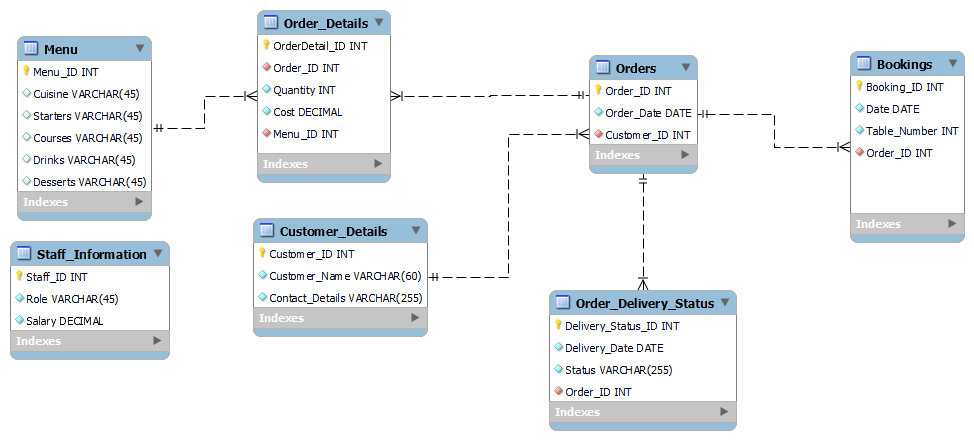 Menu
Menu_ID INT
Cuisine VARCHAR(45)
Starters VARCHAR(45)
Courses VARCHAR(45)
Drinks VARCHAR(45)
Desserts VARCHAR(45)
Indexes
Order_Details
OrderDetail_ID INT
Order_ID INT
Quantity INT
Cost DECIMAL
Menu_ID INT
Indexes
Orders
Order_ID INT
Order_Date DATE
Customer_ID INT
Indexes
Bookings
Booking_ID INT
Date DATE
Table_Number INT
Order_ID INT
Indexes
Staff_Information
Staff_ID INT
Role VARCHAR(45)
Salary DECIMAL
Indexes
Customer_Details
Customer_ID INT
Customer_Name VARCHAR(60)
Contact_Details VARCHAR(255)
Indexes
Order_Delivery_Status
Delivery_Status_ID INT
Delivery_Date DATE
Status VARCHAR(255)
Order_ID INT
Indexes